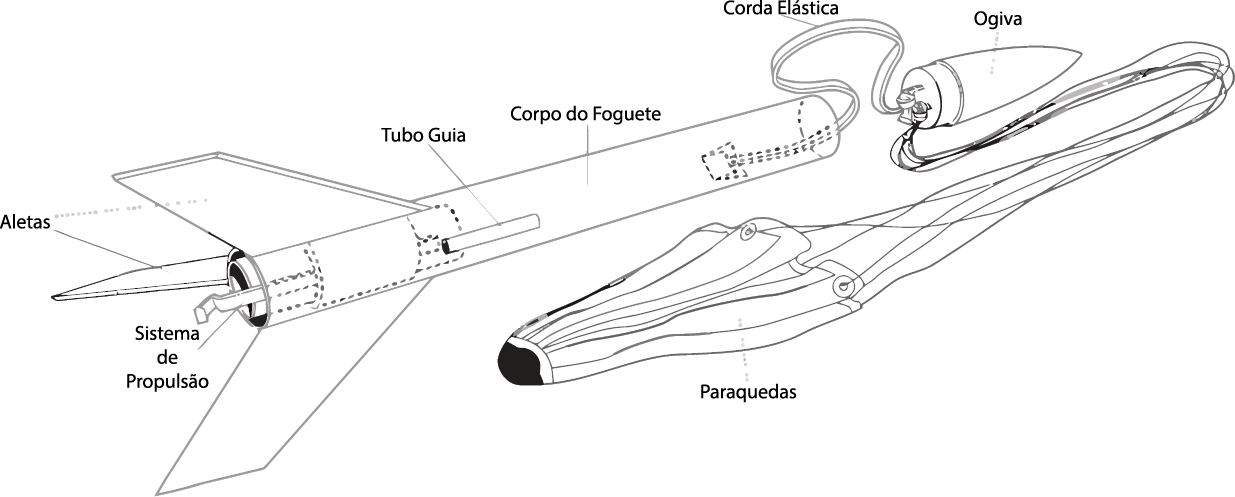 Corda Elástica
Ogiva
Corpo do Foguete
Tubo Guia
Aletas
Sistema
de
Propulsão
Paraquedas